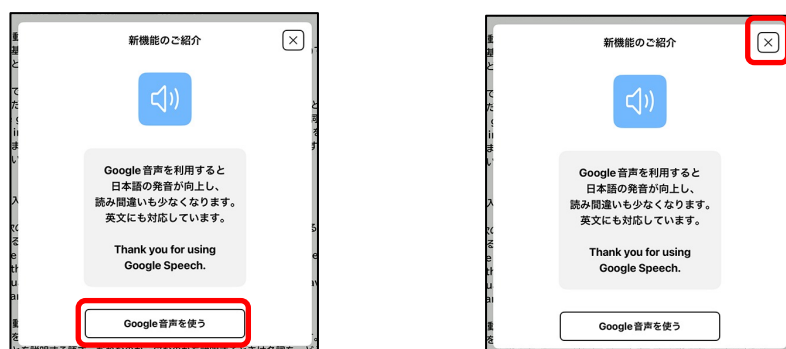 新機能のご紹介
Google音声を利用すると
日本語の発音が向上し、
読み間違いも少なくなります。
英文にも対応しています。
Thank you for using
Google Speech.
Google音声を使う
新機能のご紹介
Google音声を利用すると
日本語の発音が向上し、
読み間違いも少なくなります。
英文にも対応しています。
Thank you for using
Google Speech.
Google音声を使う